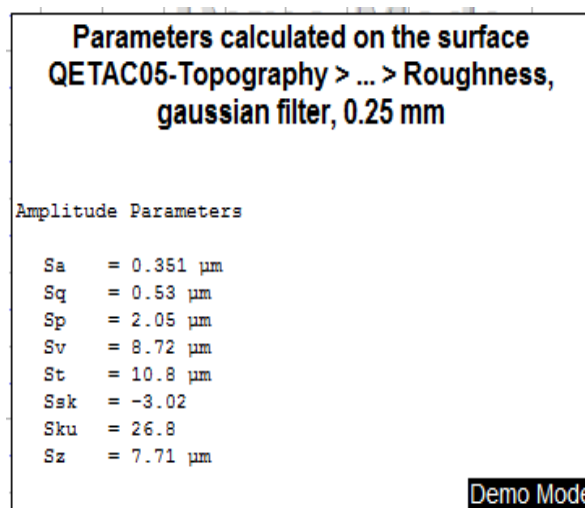 Parameters calculated on the surface
QETAC05-Topography > ... > Roughness,
gaussian filter, 0.25 mm
Amplitude Parameters
Sa = 0.351 µm
Sq = 0.53 µm
Sp = 2.05 µm
Sv = 8.72 µm
St = 10.8 µm
Ssk = -3.02
Sku = 26.8
Sz = 7.71 µm
Demo Mode